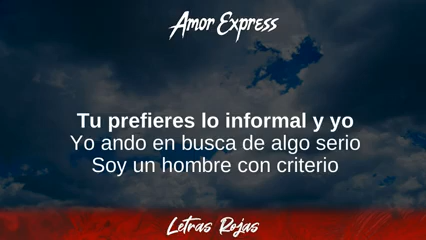 Amor Express
Tu prefieres lo informal y yo
Yo ando en busca de algo serio
Soy un hombre con criterio
Letras Rojas